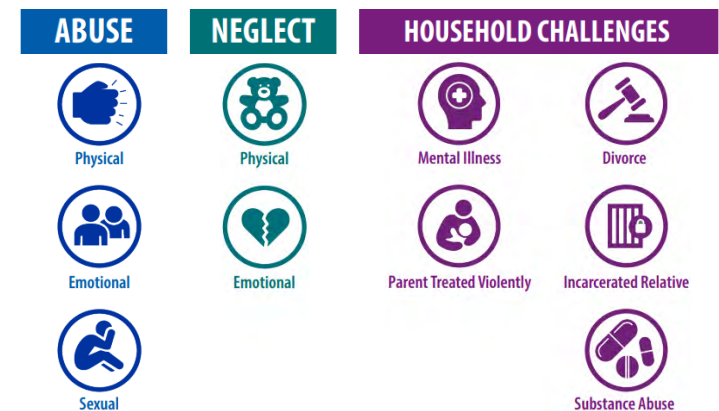 ABUSE
NEGLECT
HOUSEHOLD CHALLENGES
Physical
Physical
Mental Illness
Divorce
Emotional
Emotional
Parent Treated Violently
Incarcerated Relative
Sexual
Substance Abuse